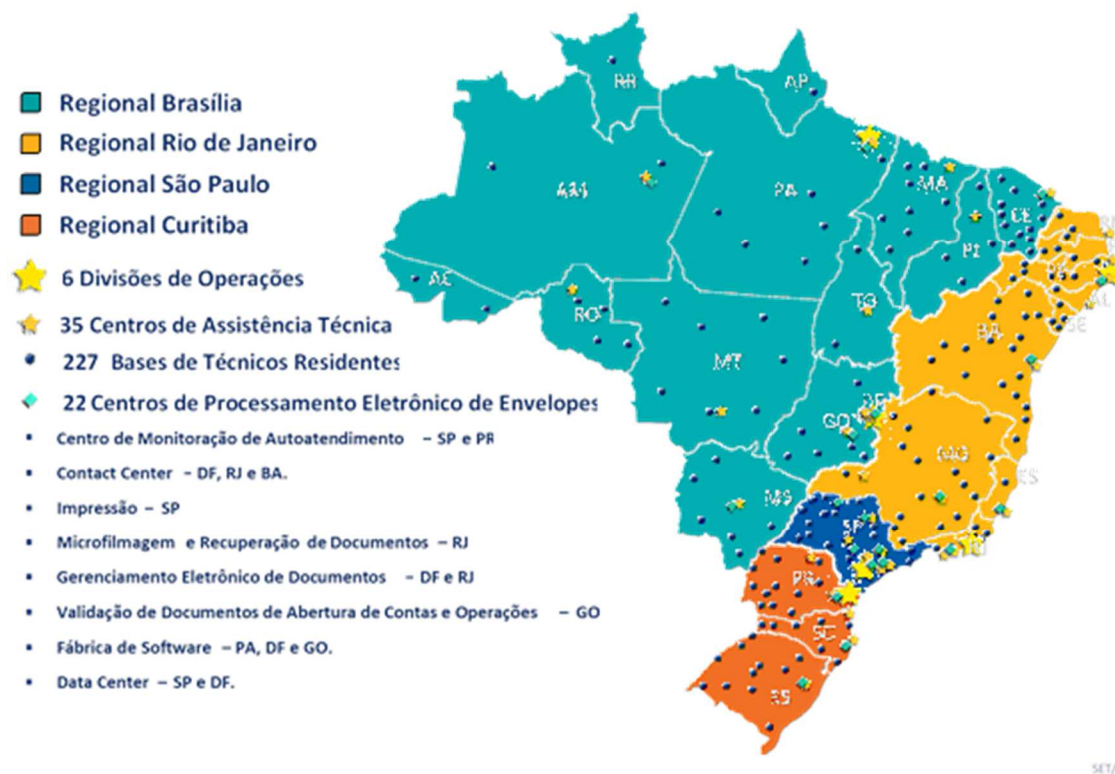 Regional Brasília
Regional Rio de Janeiro
Regional São Paulo
Regional Curitiba
6 Divisões de Operações
35 Centros de Assistência Técnica
227 Bases de Técnicos Residentes
22 Centros de Processamento Eletrônico de Envelopes
▪ Centro de Monitoração de Autoatendimento – SP e PR
▪ Contact Center – DF, RJ e BA.
▪ Impressão – SP
▪ Microfilmagem e Recuperação de Documentos – RJ
▪ Gerenciamento Eletrônico de Documentos – DF e RJ
▪ Validação de Documentos de Abertura de Contas e Operações – GO
▪ Fábrica de Software – PA, DF e GO.
▪ Data Center – SP e DF.
RR
AP
AM
PA
MA
CE
PI
AC
RO
TO
AL
SE
BA
MT
GO
DF
MG
ES
MS
SP
PR
SC
RS
SET/